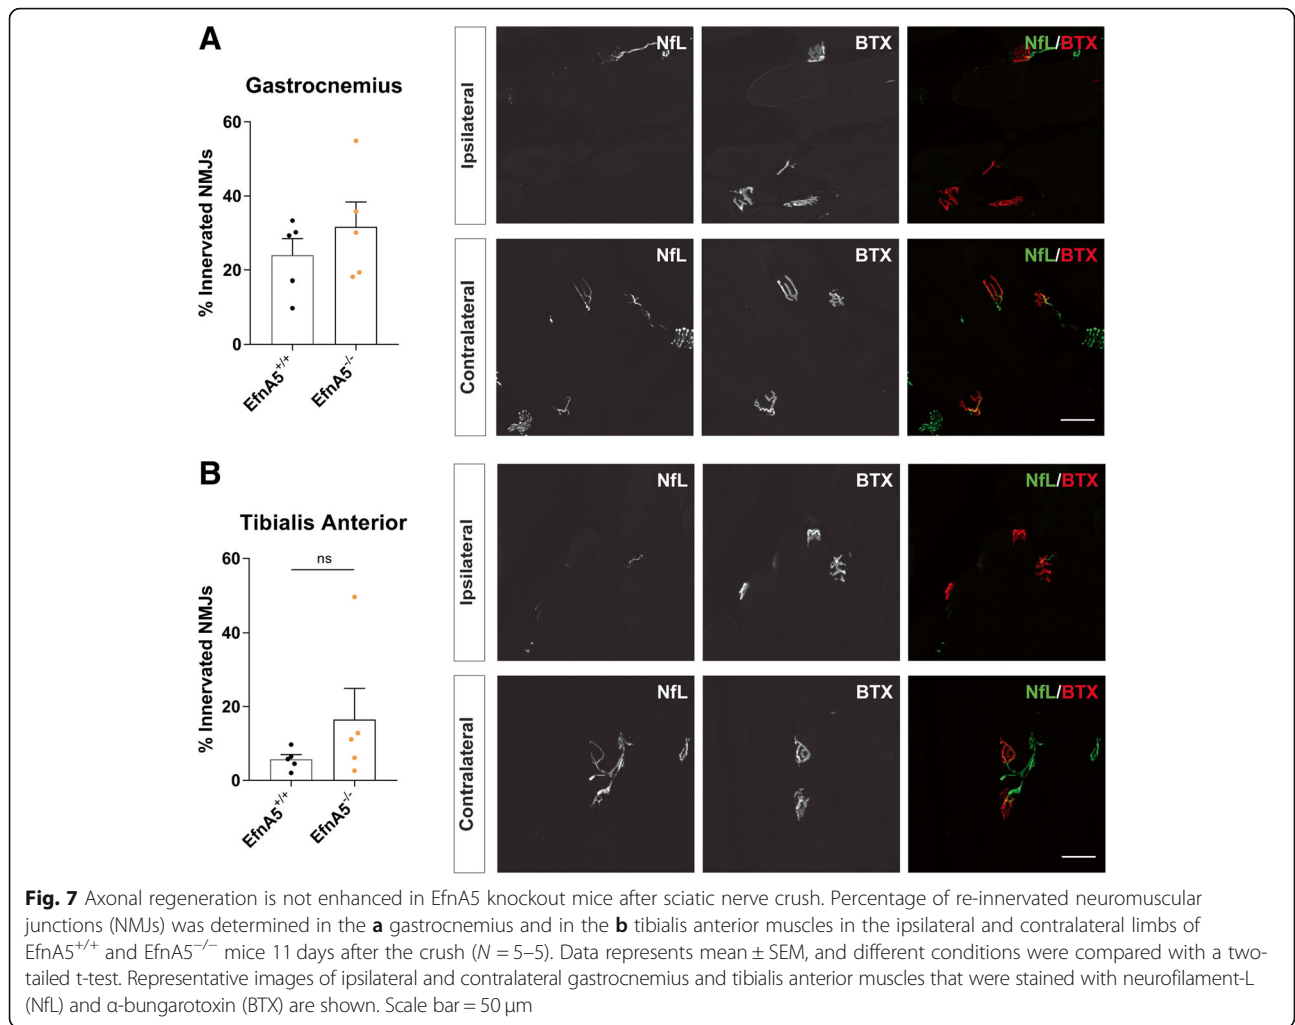 A
Gastrocnemius
% Innervated NMJs
60
40
20
0
EfnA5+/+
EfnA5-/-
Ipsilateral
NfL
BTX
NfL/BTX
Contralateral
NfL
BTX
NfL/BTX
B
Tibialis Anterior
% Innervated NMJs
60
40
20
0
ns
EfnA5+/+
EfnA5-/-
Ipsilateral
NfL
BTX
NfL/BTX
Contralateral
NfL
BTX
NfL/BTX
Fig. 7 Axonal regeneration is not enhanced in EfnA5 knockout mice after sciatic nerve crush. Percentage of re-innervated neuromuscular
junctions (NMJs) was determined in the a gastrocnemius and in the b tibialis anterior muscles in the ipsilateral and contralateral limbs of
EfnA5+/+ and EfnA5−/− mice 11 days after the crush (N = 5–5). Data represents mean ± SEM, and different conditions were compared with a two-
tailed t-test. Representative images of ipsilateral and contralateral gastrocnemius and tibialis anterior muscles that were stained with neurofilament-L
(NfL) and α-bungarotoxin (BTX) are shown. Scale bar = 50 μm